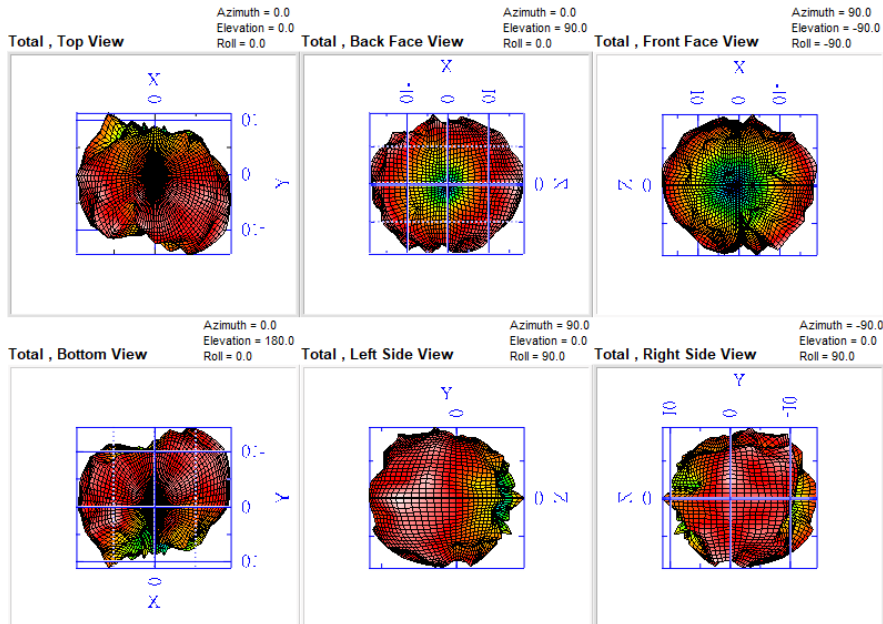 Azimuth = 0.0
Elevation = 0.0
Roll = 0.0
Total , Top View
X
0
10
0
Y
-10
Azimuth = 0.0
Elevation = 90.0
Roll = 0.0
Total , Back Face View
X
-10
0
10
0
Z
Azimuth = 90.0
Elevation = -90.0
Roll = -90.0
Total , Front Face View
X
10
0
-10
Z
0
Azimuth = 0.0
Elevation = 180.0
Roll = 0.0
Total , Bottom View
-10
0
Y
10
0
X
Azimuth = 90.0
Elevation = 0.0
Roll = 90.0
Total , Left Side View
Y
0
0
Z
Azimuth = -90.0
Elevation = 0.0
Roll = 90.0
Total , Right Side View
Y
10
0
-10
Z
0